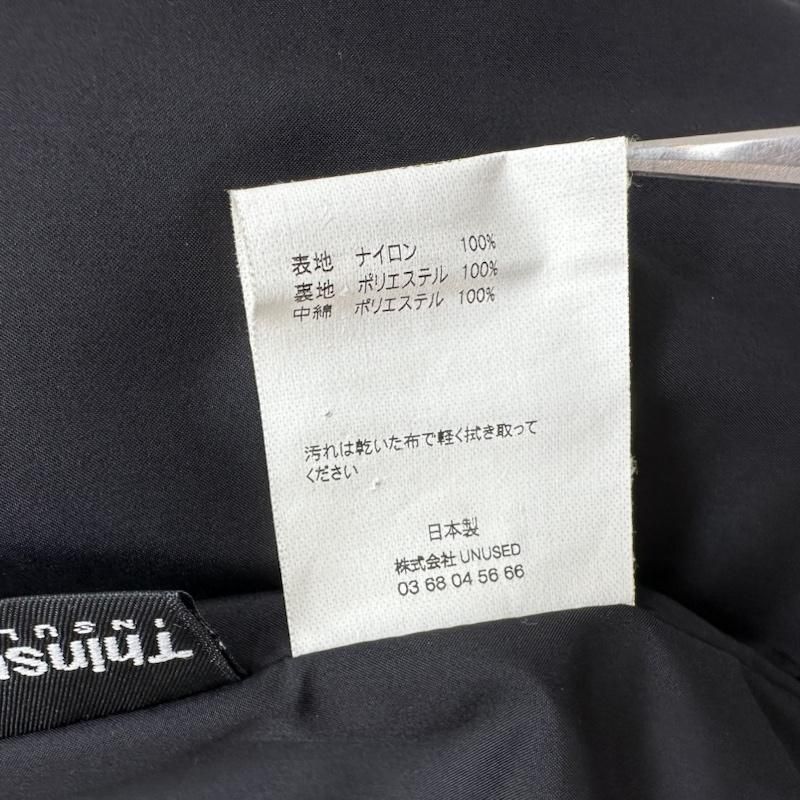 表地 ナイロン 100%
裏地 ポリエステル 100%
中綿 ポリエステル 100%
汚れは乾いた布で軽く拭き取って
ください
日本製
株式会社 UNUSED
03 68 04 56 66